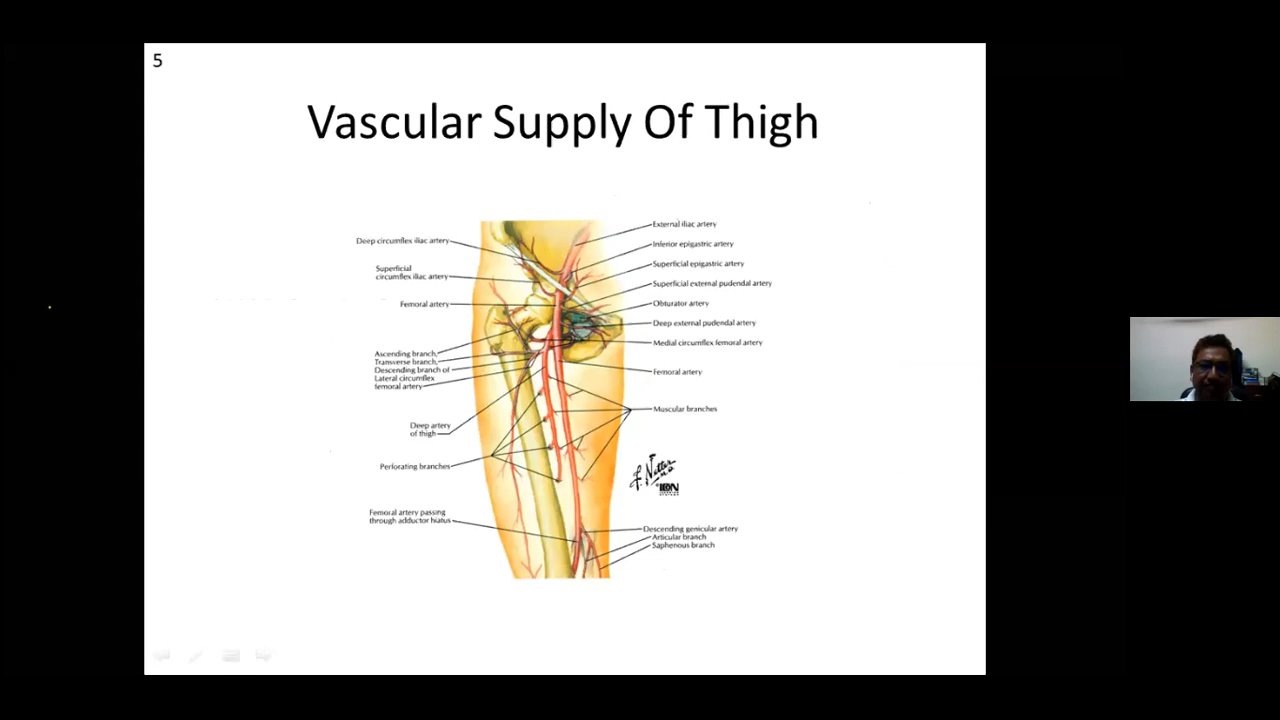 5
Vascular Supply Of Thigh
Deep circumflex iliac artery
Superficial
circumflex iliac artery
Femoral artery
Ascending branch,
Transverse branch,
Descending branch of
Lateral circumflex
femoral artery
Deep artery
of thigh
Perforating branches
Femoral artery passing
through adductor hiatus
External iliac artery
Inferior epigastric artery
Superficial epigastric artery
Superficial external pudendal artery
Obturator artery
Deep external pudendal artery
Medial circumflex femoral artery
Femoral artery
Muscular branches
F. Netter
M.D.
Descending genicular artery
Articular branch
Saphenous branch